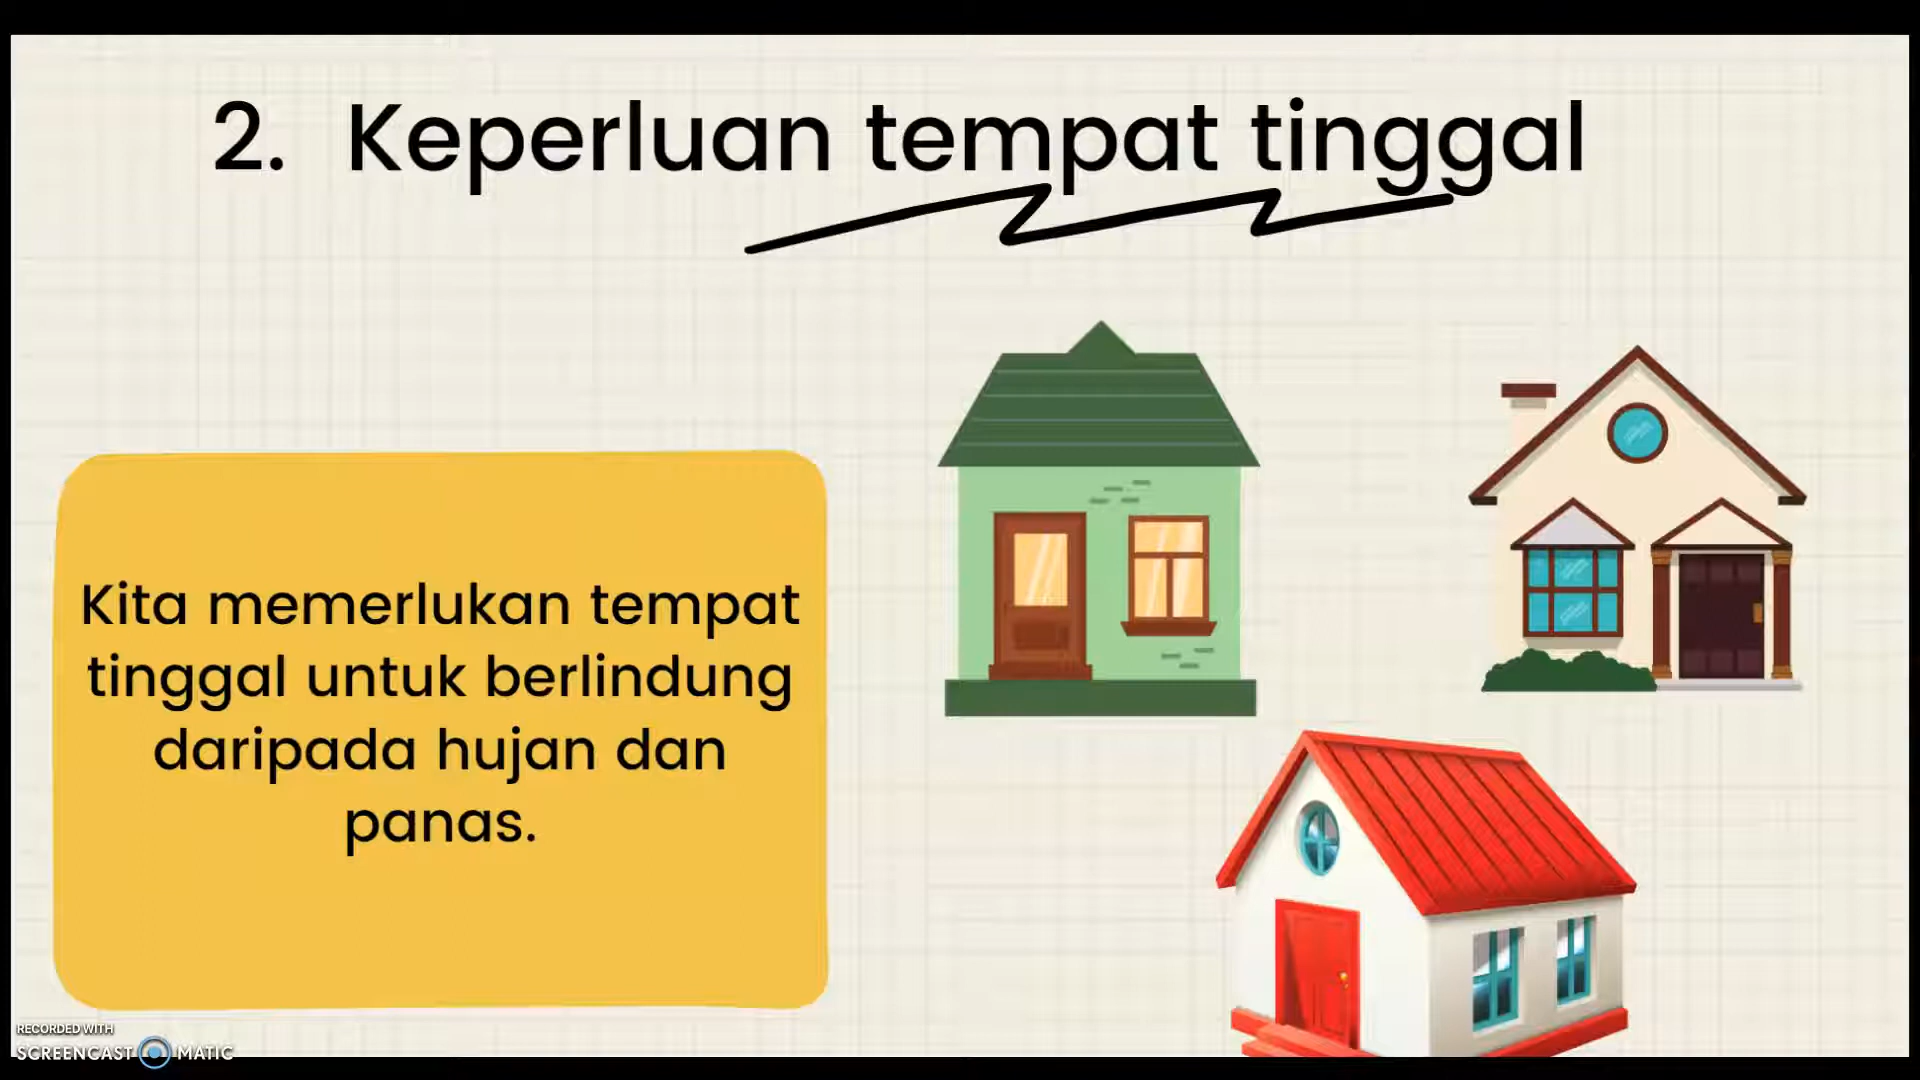 2. Keperluan tempat tinggal
Kita memerlukan tempat
tinggal untuk berlindung
daripada hujan dan
panas.
RECORDED WITH
SCREENCAST MATIC